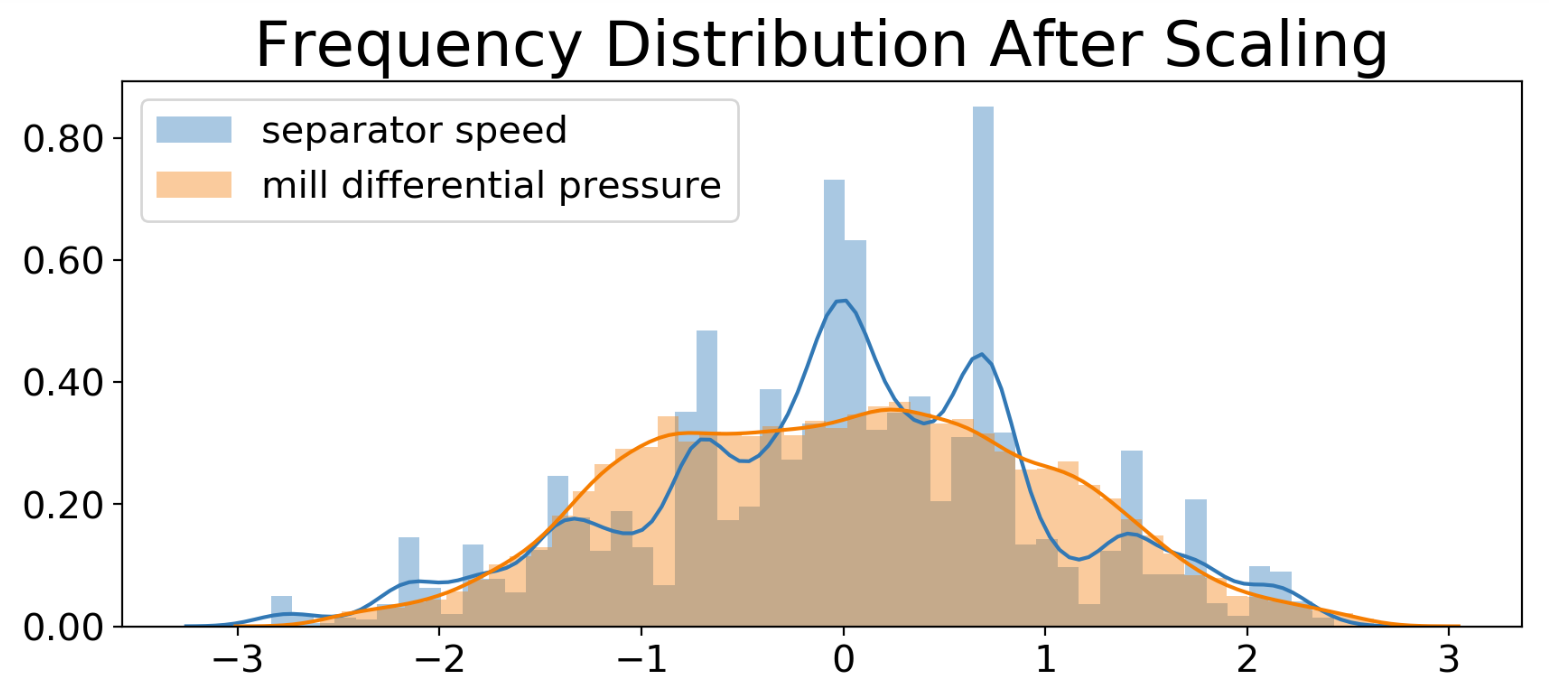 Frequency Distribution After Scaling
separator speed
mill differential pressure
0.80
0.60
0.40
0.20
0.00
−3 −2 −1 0 1 2 3